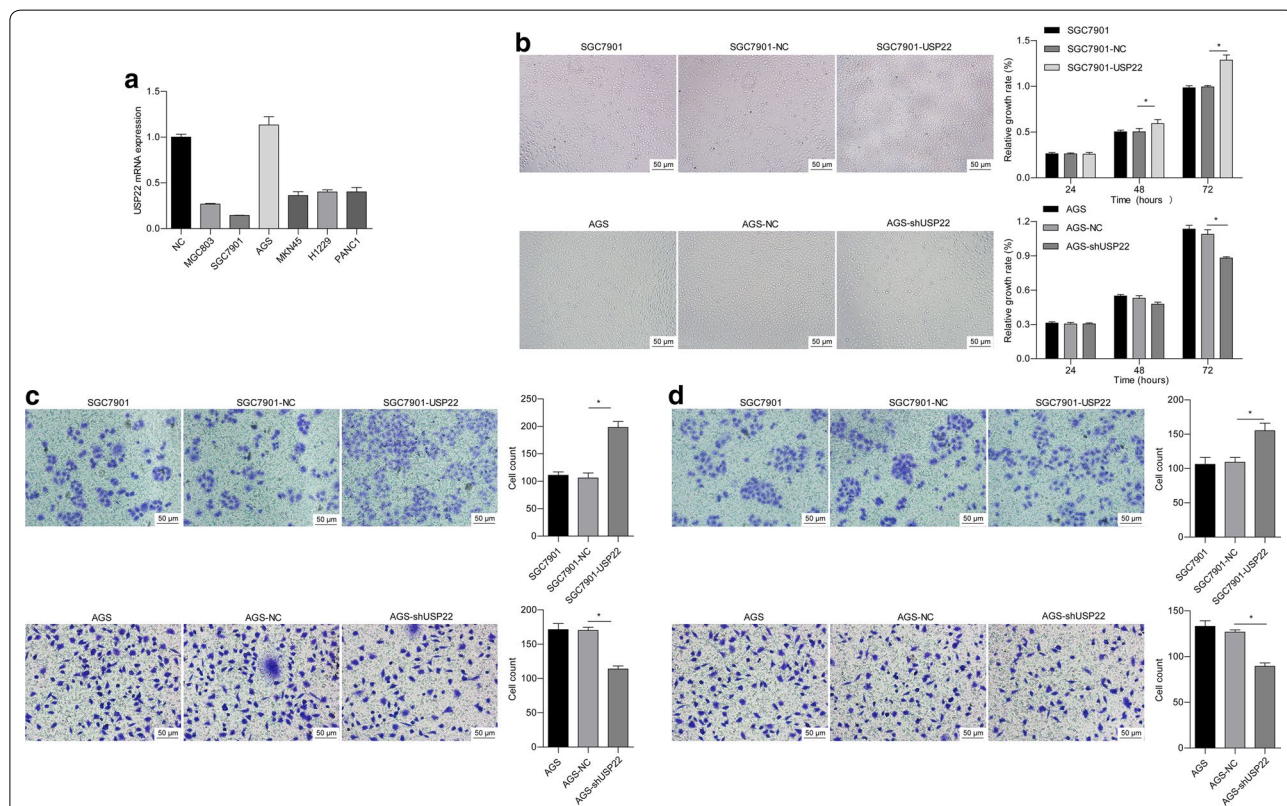 a
USP22 mRNA expression
1.5
1.0
0.5
0
NC
MGC803
SGC7901
AGS
MKN45
H1229
PANC1
b
SGC7901
SGC7901-NC
SGC7901-USP22
50 µm
50 µm
50 µm
Relative growth rate (%)
SGC7901
SGC7901-NC
SGC7901-USP22
*
*
1.5
1.0
0.5
0.0
24
48
72
Time (hours )
AGS
AGS-NC
AGS-shUSP22
50 µm
50 µm
50 µm
Relative growth rate (%)
AGS
AGS-NC
AGS-shUSP22
*
1.2
0.9
0.6
0.3
0.0
24
48
72
Time (hours)
c
SGC7901
SGC7901-NC
SGC7901-USP22
50 µm
50 µm
50 µm
Cell count
250
200
150
100
50
0
*
SGC7901
SGC7901-NC
SGC7901-USP22
AGS
AGS-NC
AGS-shUSP22
50 µm
50 µm
50 µm
Cell count
200
150
100
50
0
*
AGS
AGS-NC
AGS-shUSP22
d
SGC7901
SGC7901-NC
SGC7901-USP22
50 µm
50 µm
50 µm
Cell count
200
150
100
50
0
*
SGC7901
SGC7901-NC
SGC7901-USP22
AGS
AGS-NC
AGS-shUSP22
50 µm
50 µm
50 µm
Cell count
150
100
50
0
*
AGS
AGS-NC
AGS-shUSP22